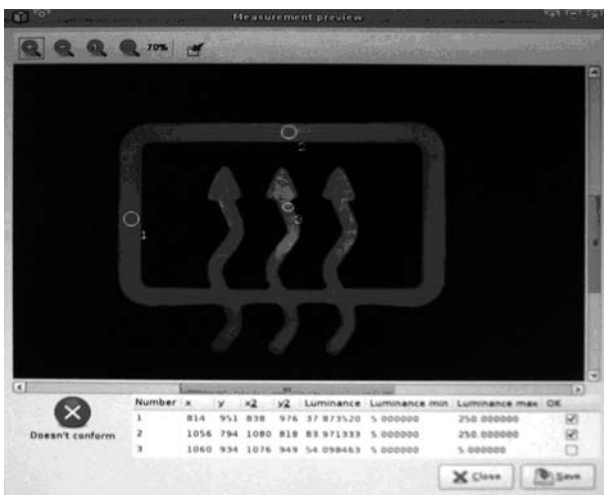 Measurement preview
70%
1
2
3
Doesn't conform
Number x y x2 y2 Luminance Luminance min Luminance max OK
1 814 951 838 976 37.873520 5.000000 250.000000
2 1056 794 1080 818 83.971333 5.000000 250.000000
3 1060 934 1076 949 54.098463 5.000000 5.000000
Close Save